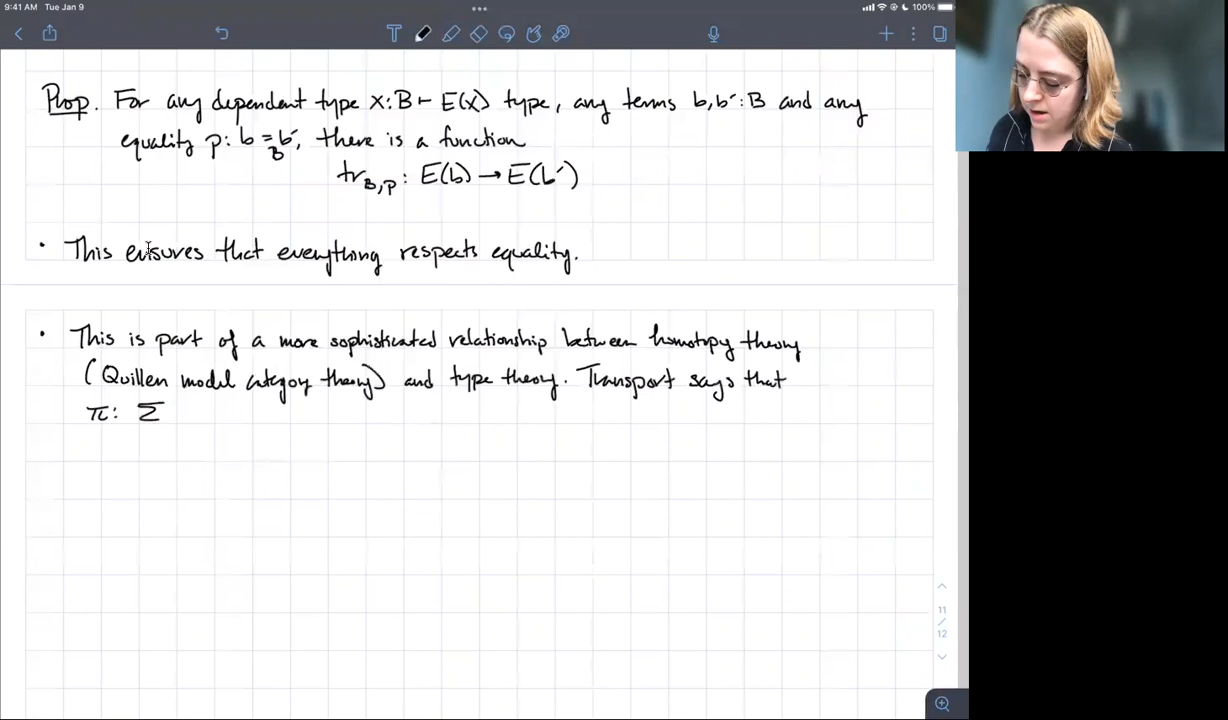 9:41 AM Tue Jan 9
100%
Prop. For any dependent type x:B ⊢ E(x) type, any terms b, b′:B and any
equality p: b =_B b′, there is a function
tr_{B,p}: E(b) → E(b′)
• This ensures that everything respects equality.
• This is part of a more sophisticated relationship between homotopy theory
(Quillen model category theory) and type theory. Transport says that
π: Σ
11
/
12